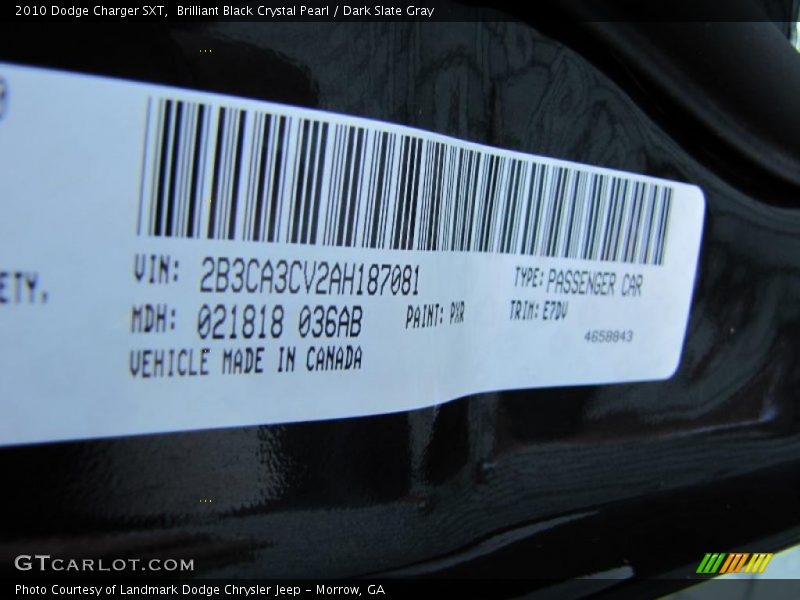 2010 Dodge Charger SXT,  Brilliant Black Crystal Pearl / Dark Slate Gray
ETY.
VIN: 2B3CA3CV2AH187081 TYPE: PASSENGER CAR
MDH: 021818 036AB PAINT: PXR TRIM: E7DV
4658843
VEHICLE MADE IN CANADA
GTCARLOT.COM
Photo Courtesy of Landmark Dodge Chrysler Jeep - Morrow, GA